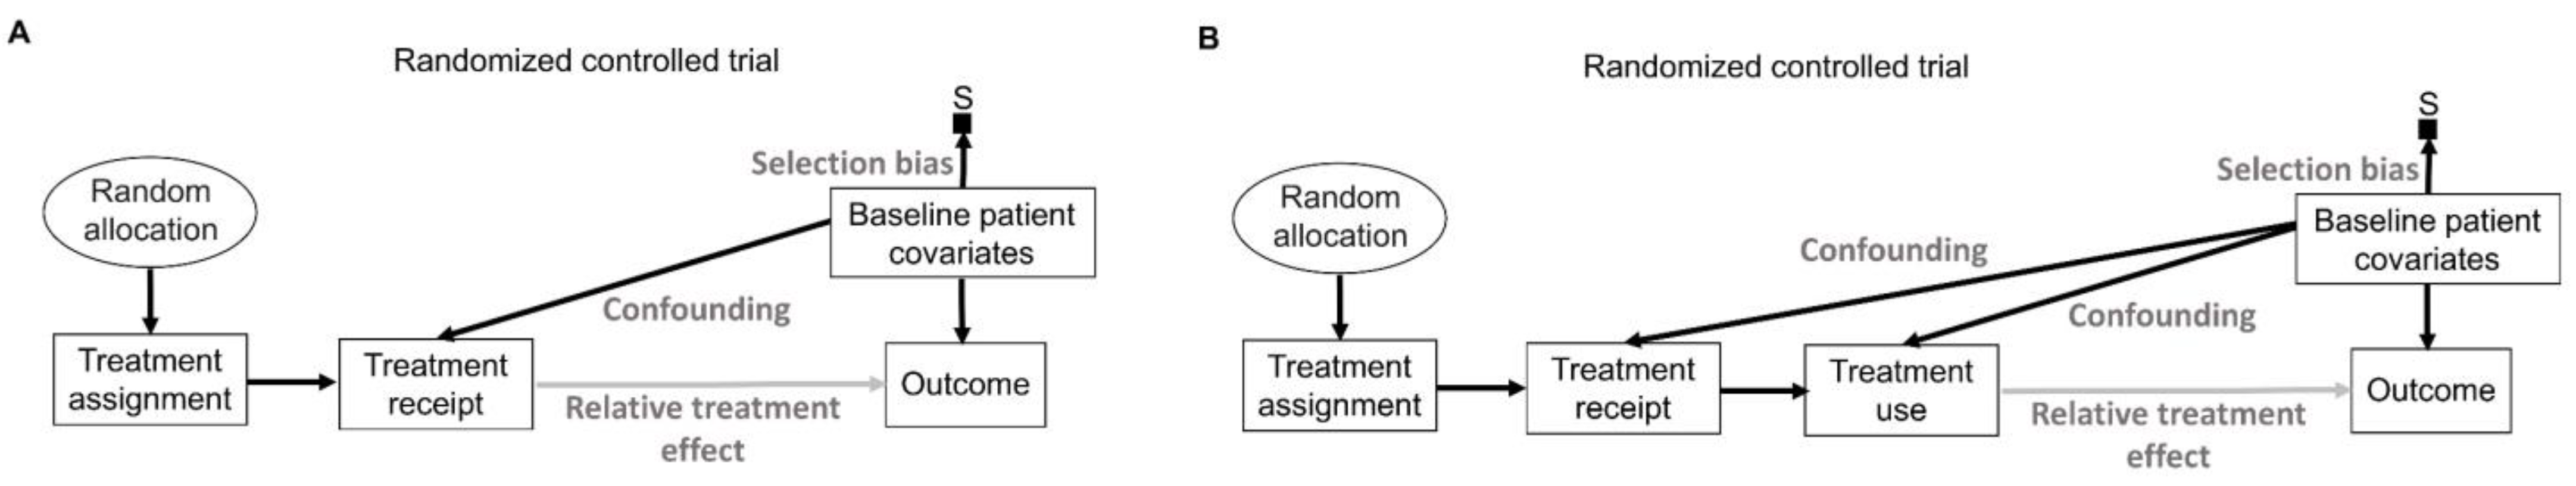 A
Randomized controlled trial
S
Selection bias
Random
allocation
Baseline patient
covariates
Confounding
Treatment
assignment
Treatment
receipt
Relative treatment
effect
Outcome
B
Randomized controlled trial
S
Selection bias
Random
allocation
Baseline patient
covariates
Confounding
Confounding
Treatment
assignment
Treatment
receipt
Treatment
use
Relative treatment
effect
Outcome